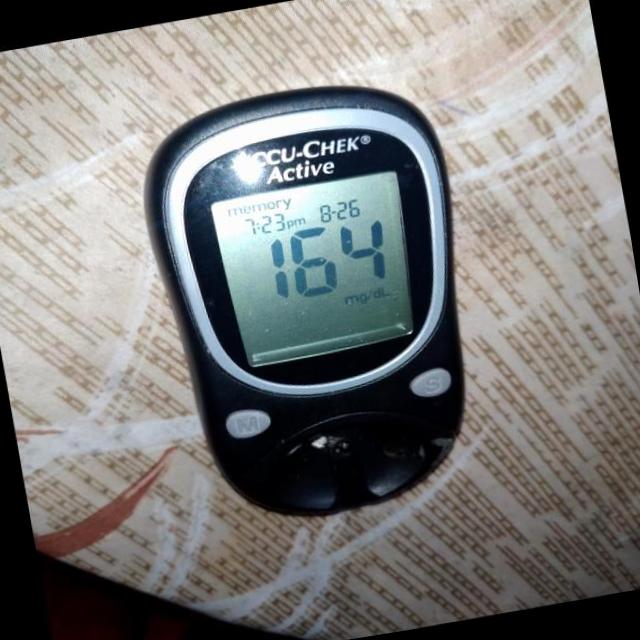 CCU-CHEK®
Active
memory
7:23pm 8-26
164
mg/dL
M S